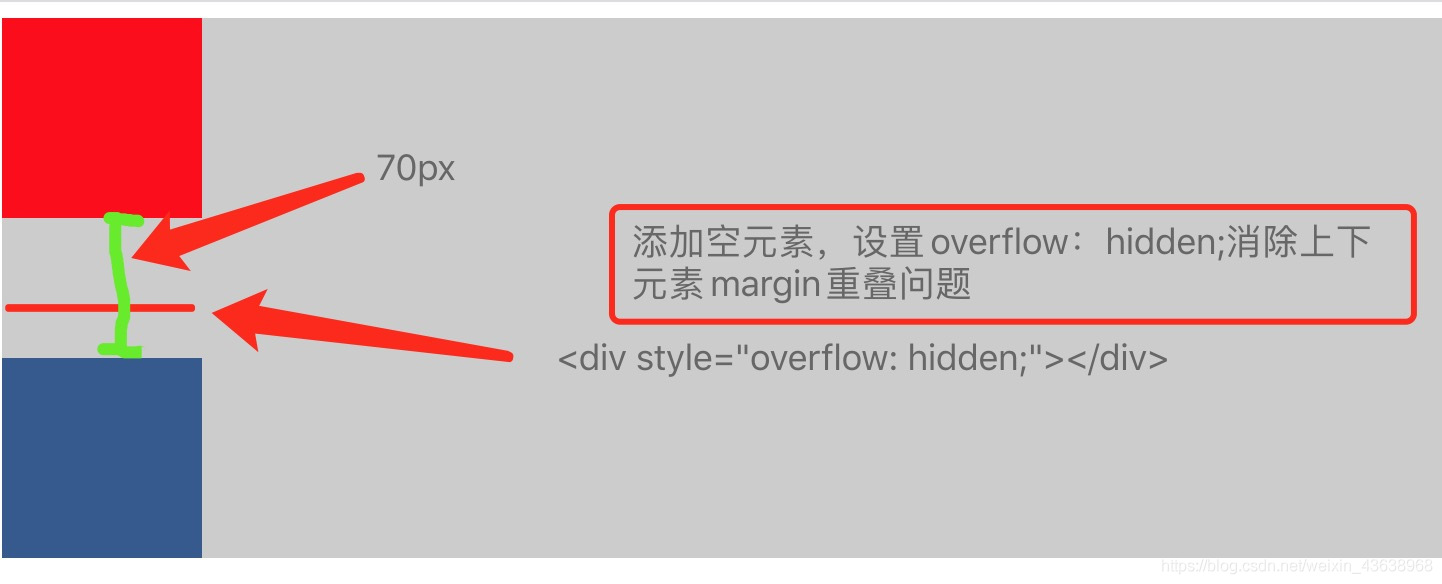 70px
添加空元素，设置overflow：hidden;消除上下
元素margin重叠问题
<div style="overflow: hidden;"></div>
https://blog.csdn.net/weixin_43638968